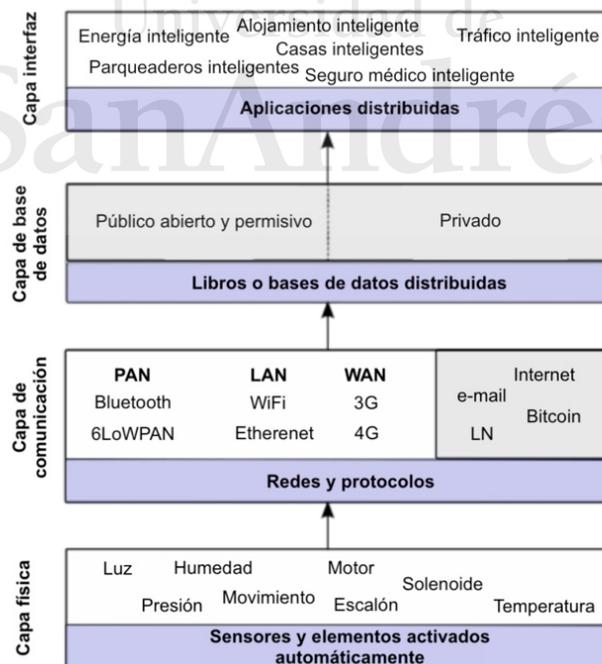 Universidad de
SanAndrés
Capa interfaz
Energía inteligente
Alojamiento inteligente
Tráfico inteligente
Casas inteligentes
Parqueaderos inteligentes
Seguro médico inteligente
Aplicaciones distribuidas
Capa de base
de datos
Público abierto y permisivo
Privado
Libros o bases de datos distribuidas
Capa de
comunicación
PAN
LAN
WAN
Internet
Bluetooth
WiFi
3G
e-mail
Bitcoin
6LoWPAN
Etherenet
4G
LN
Redes y protocolos
Capa física
Luz
Humedad
Motor
Solenoide
Presión
Movimiento
Escalón
Temperatura
Sensores y elementos activados
automáticamente